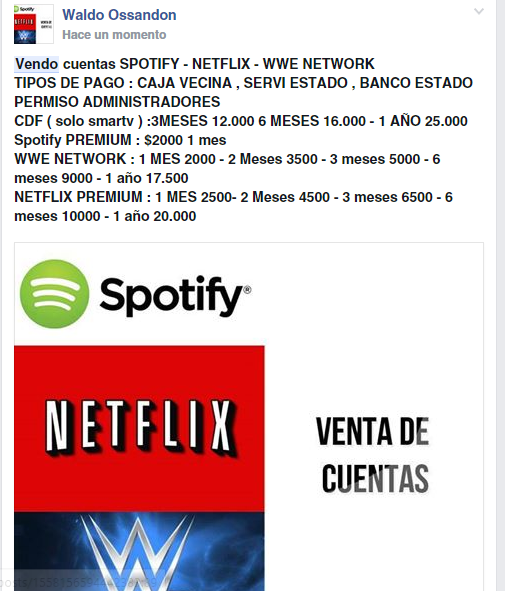 Waldo Ossandon
Hace un momento
Vendo cuentas SPOTIFY - NETFLIX - WWE NETWORK
TIPOS DE PAGO : CAJA VECINA , SERVI ESTADO , BANCO ESTADO
PERMISO ADMINISTRADORES
CDF ( solo smartv ) :3MESES 12.000 6 MESES 16.000 - 1 AÑO 25.000
Spotify PREMIUM : $2000 1 mes
WWE NETWORK : 1 MES 2000 - 2 Meses 3500 - 3 meses 5000 - 6
meses 9000 - 1 año 17.500
NETFLIX PREMIUM : 1 MES 2500- 2 Meses 4500 - 3 meses 6500 - 6
meses 10000 - 1 año 20.000
Spotify®
NETFLIX
VENTA DE
CUENTAS